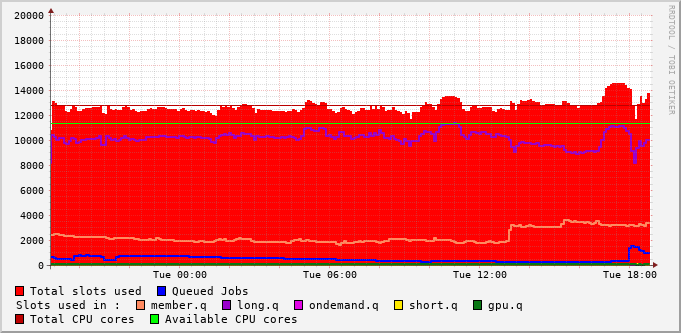 RRDTOOL / TOBI OETIKER
20000
18000
16000
14000
12000
10000
8000
6000
4000
2000
0
Tue 00:00 Tue 06:00 Tue 12:00 Tue 18:00
Total slots used Queued Jobs
Slots used in : member.q long.q ondemand.q short.q gpu.q
Total CPU cores Available CPU cores